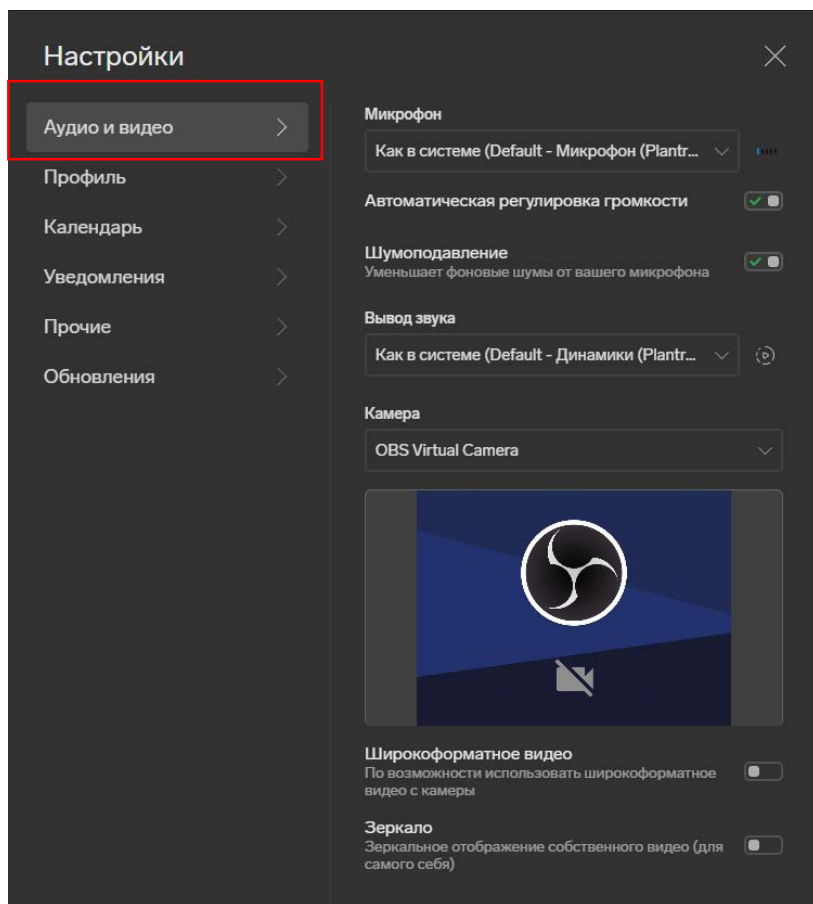 Настройки
Аудио и видео
Профиль
Календарь
Уведомления
Прочие
Обновления
Микрофон
Как в системе (Default - Микрофон (Plantr...
Автоматическая регулировка громкости
Шумоподавление
Уменьшает фоновые шумы от вашего микрофона
Вывод звука
Как в системе (Default - Динамики (Plantr...
Камера
OBS Virtual Camera
Широкоформатное видео
По возможности использовать широкоформатное
видео с камеры
Зеркало
Зеркальное отображение собственного видео (для
самого себя)